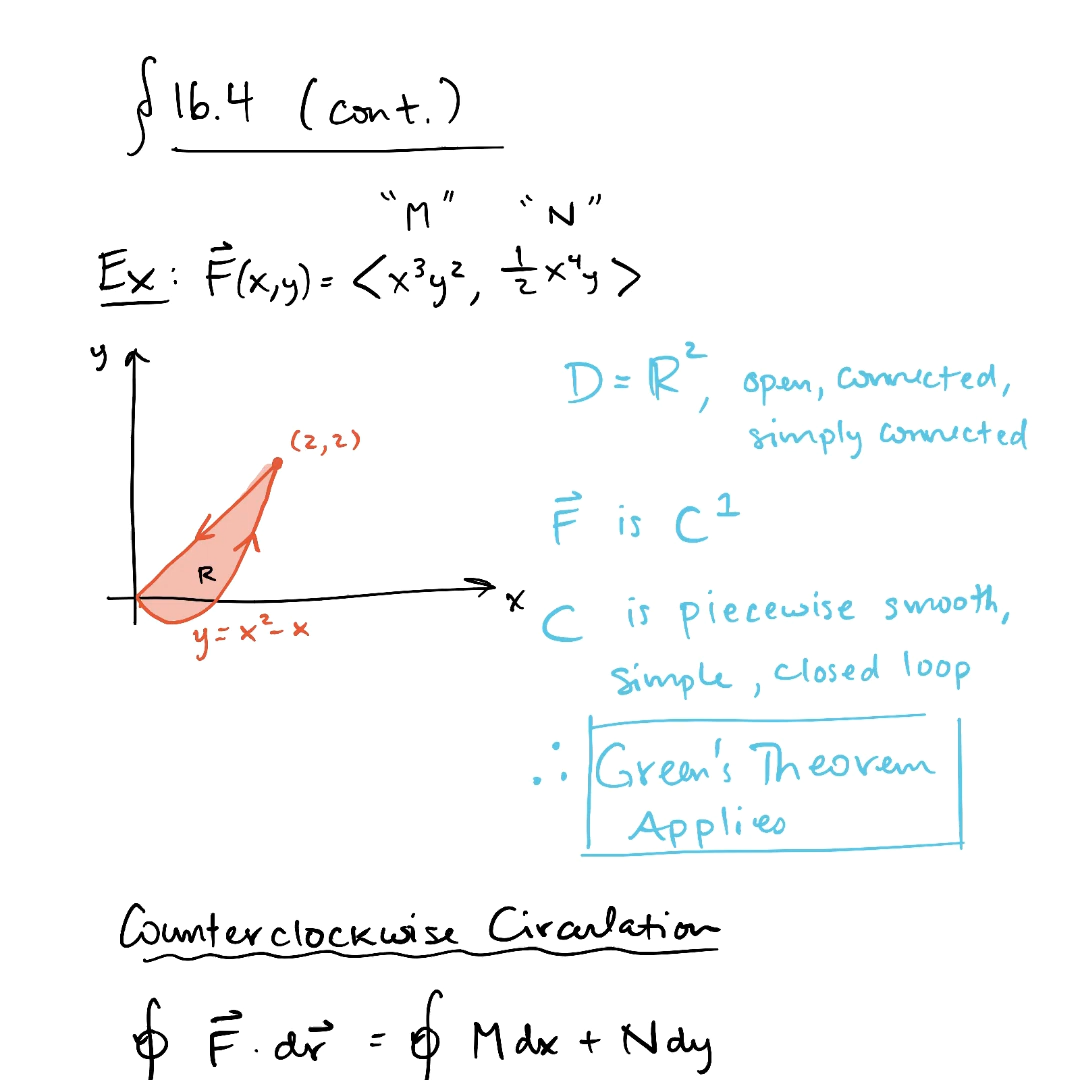 § 16.4 (cont.)
"M" "N"
Ex: F⃗(x,y) = <x³y², ½x⁴y>
y
D = ℝ², open, connected,
simply connected
(2,2)
F⃗ is C¹
R
x
C is piecewise smooth,
simple, closed loop
y = x² - x
∴ Green's Theorem
Applies
Counterclockwise Circulation
∮ F⃗ · dr⃗ = ∮ M dx + N dy